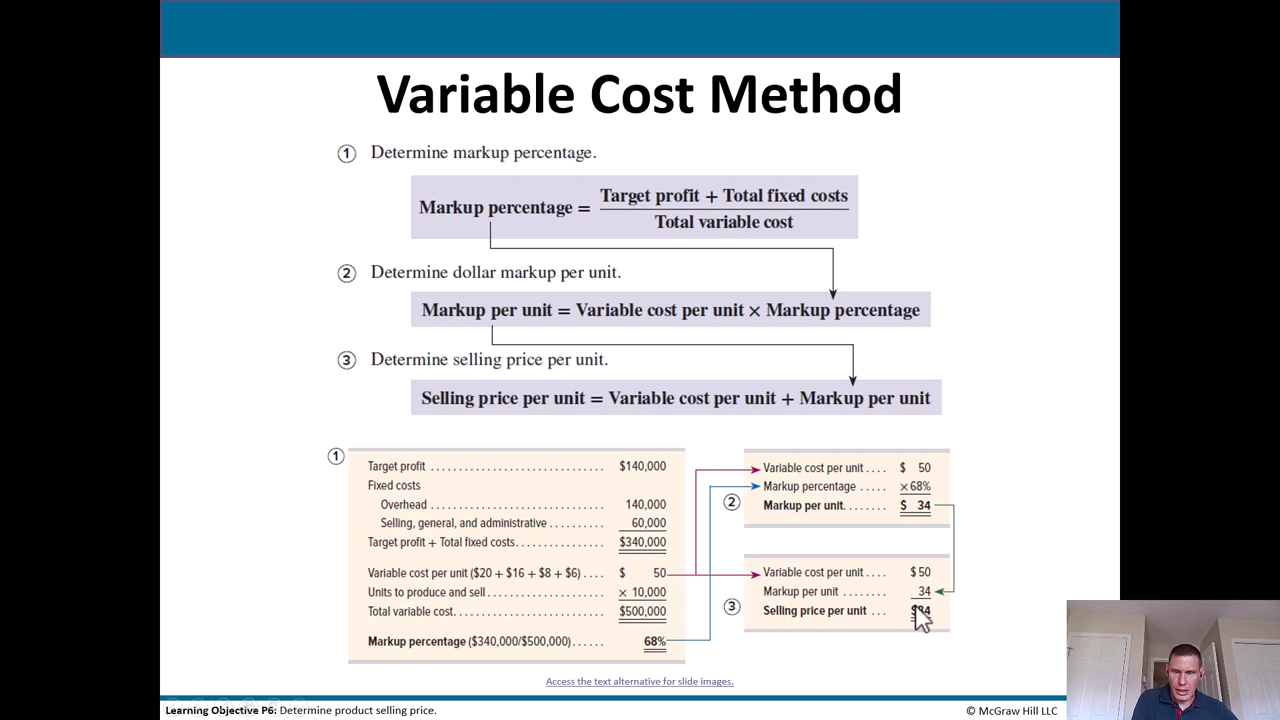 Variable Cost Method
① Determine markup percentage.
Markup percentage = Target profit + Total fixed costs
Total variable cost
② Determine dollar markup per unit.
Markup per unit = Variable cost per unit × Markup percentage
③ Determine selling price per unit.
Selling price per unit = Variable cost per unit + Markup per unit
①
Target profit .............................. $140,000
Fixed costs
Overhead .............................. 140,000
Selling, general, and administrative .......... 60,000
Target profit + Total fixed costs................ $340,000
Variable cost per unit ($20 + $16 + $8 + $6) .... $ 50
Units to produce and sell...................... × 10,000
Total variable cost........................... $500,000
Markup percentage ($340,000/$500,000)...... 68%
②
Variable cost per unit .... $ 50
Markup percentage ..... ×68%
Markup per unit........ $ 34
③
Variable cost per unit .... $50
Markup per unit ........ 34
Selling price per unit ...
Access the text alternative for slide images.
Learning Objective P6: Determine product selling price.
© McGraw Hill LLC